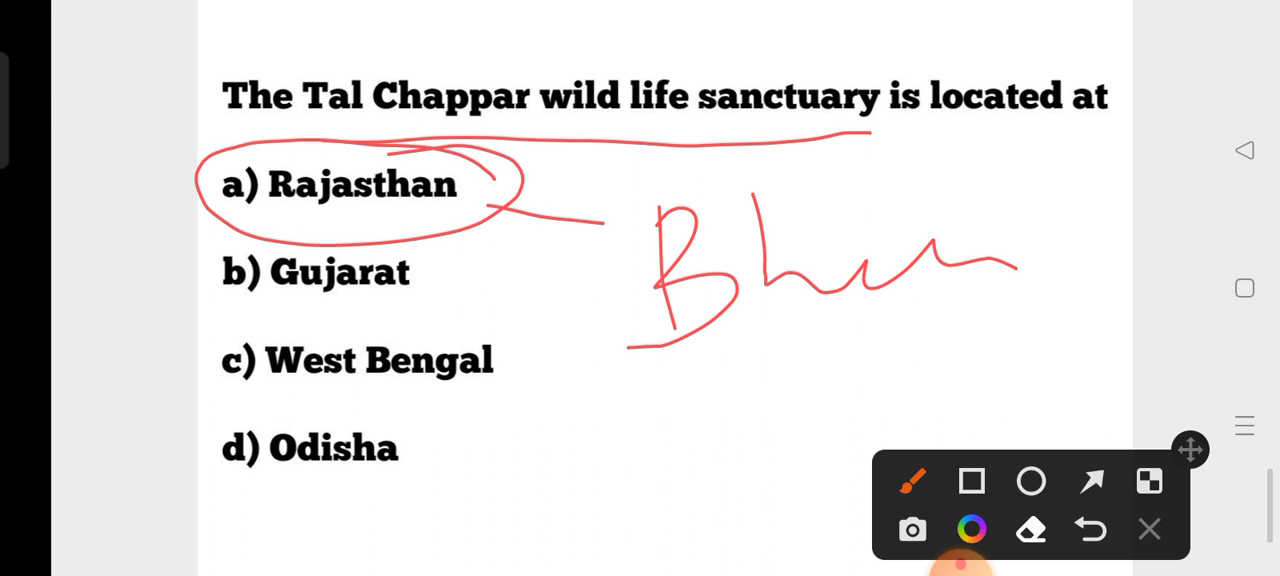 The Tal Chappar wild life sanctuary is located at
a) Rajasthan
b) Gujarat
c) West Bengal
d) Odisha